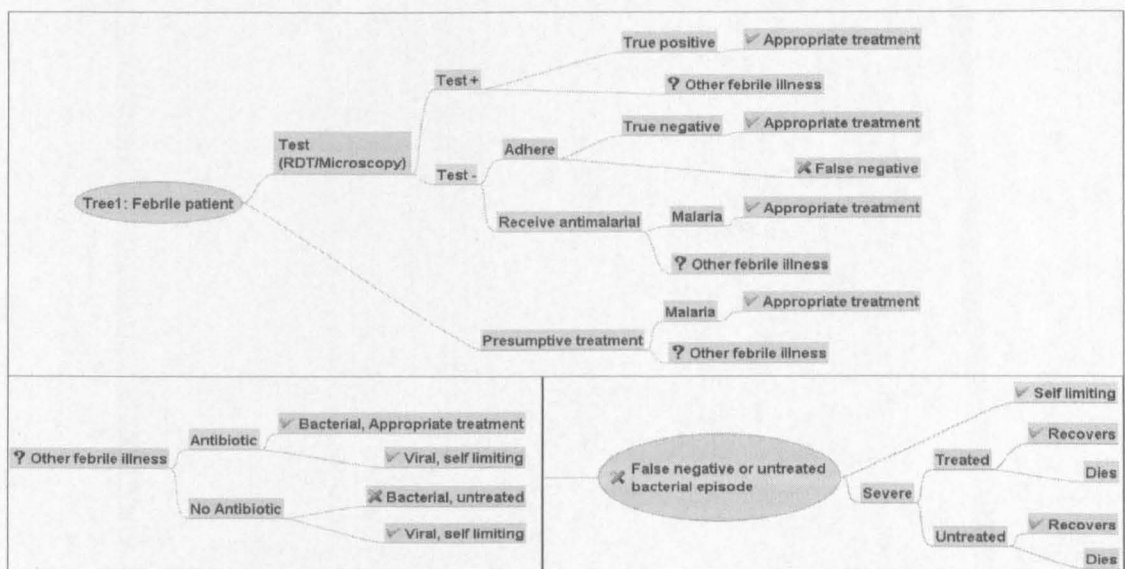 True positive
Appropriate treatment
Test +
? Other febrile illness
True negative
Appropriate treatment
Test
(RDT/Microscopy)
Adhere
False negative
Test -
Tree1: Febrile patient
Malaria
Appropriate treatment
Receive antimalarial
? Other febrile illness
Malaria
Appropriate treatment
Presumptive treatment
? Other febrile illness
Bacterial, Appropriate treatment
Antibiotic
? Other febrile illness
Viral, self limiting
Bacterial, untreated
No Antibiotic
Viral, self limiting
Self limiting
Recovers
Treated
False negative or untreated
bacterial episode
Dies
Severe
Recovers
Untreated
Dies